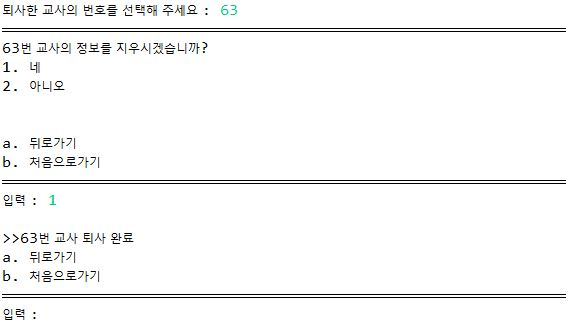 퇴사한 교사의 번호를 선택해 주세요 : 63
63번 교사의 정보를 지우시겠습니까?
1. 네
2. 아니오
a. 뒤로가기
b. 처음으로가기
입력 : 1
>>63번 교사 퇴사 완료
a. 뒤로가기
b. 처음으로가기
입력 :